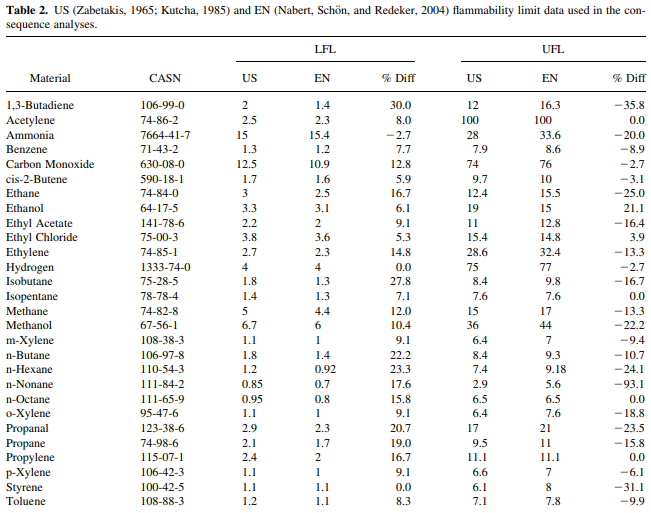 Table 2. US (Zabetakis, 1965; Kutcha, 1985) and EN (Nabert, Schön, and Redeker, 2004) flammability limit data used in the con-
sequence analyses.
LFL UFL
Material CASN US EN % Diff US EN % Diff
1,3-Butadiene 106-99-0 2 1.4 30.0 12 16.3 −35.8
Acetylene 74-86-2 2.5 2.3 8.0 100 100 0.0
Ammonia 7664-41-7 15 15.4 −2.7 28 33.6 −20.0
Benzene 71-43-2 1.3 1.2 7.7 7.9 8.6 −8.9
Carbon Monoxide 630-08-0 12.5 10.9 12.8 74 76 −2.7
cis-2-Butene 590-18-1 1.7 1.6 5.9 9.7 10 −3.1
Ethane 74-84-0 3 2.5 16.7 12.4 15.5 −25.0
Ethanol 64-17-5 3.3 3.1 6.1 19 15 21.1
Ethyl Acetate 141-78-6 2.2 2 9.1 11 12.8 −16.4
Ethyl Chloride 75-00-3 3.8 3.6 5.3 15.4 14.8 3.9
Ethylene 74-85-1 2.7 2.3 14.8 28.6 32.4 −13.3
Hydrogen 1333-74-0 4 4 0.0 75 77 −2.7
Isobutane 75-28-5 1.8 1.3 27.8 8.4 9.8 −16.7
Isopentane 78-78-4 1.4 1.3 7.1 7.6 7.6 0.0
Methane 74-82-8 5 4.4 12.0 15 17 −13.3
Methanol 67-56-1 6.7 6 10.4 36 44 −22.2
m-Xylene 108-38-3 1.1 1 9.1 6.4 7 −9.4
n-Butane 106-97-8 1.8 1.4 22.2 8.4 9.3 −10.7
n-Hexane 110-54-3 1.2 0.92 23.3 7.4 9.18 −24.1
n-Nonane 111-84-2 0.85 0.7 17.6 2.9 5.6 −93.1
n-Octane 111-65-9 0.95 0.8 15.8 6.5 6.5 0.0
o-Xylene 95-47-6 1.1 1 9.1 6.4 7.6 −18.8
Propanal 123-38-6 2.9 2.3 20.7 17 21 −23.5
Propane 74-98-6 2.1 1.7 19.0 9.5 11 −15.8
Propylene 115-07-1 2.4 2 16.7 11.1 11.1 0.0
p-Xylene 106-42-3 1.1 1 9.1 6.6 7 −6.1
Styrene 100-42-5 1.1 1.1 0.0 6.1 8 −31.1
Toluene 108-88-3 1.2 1.1 8.3 7.1 7.8 −9.9